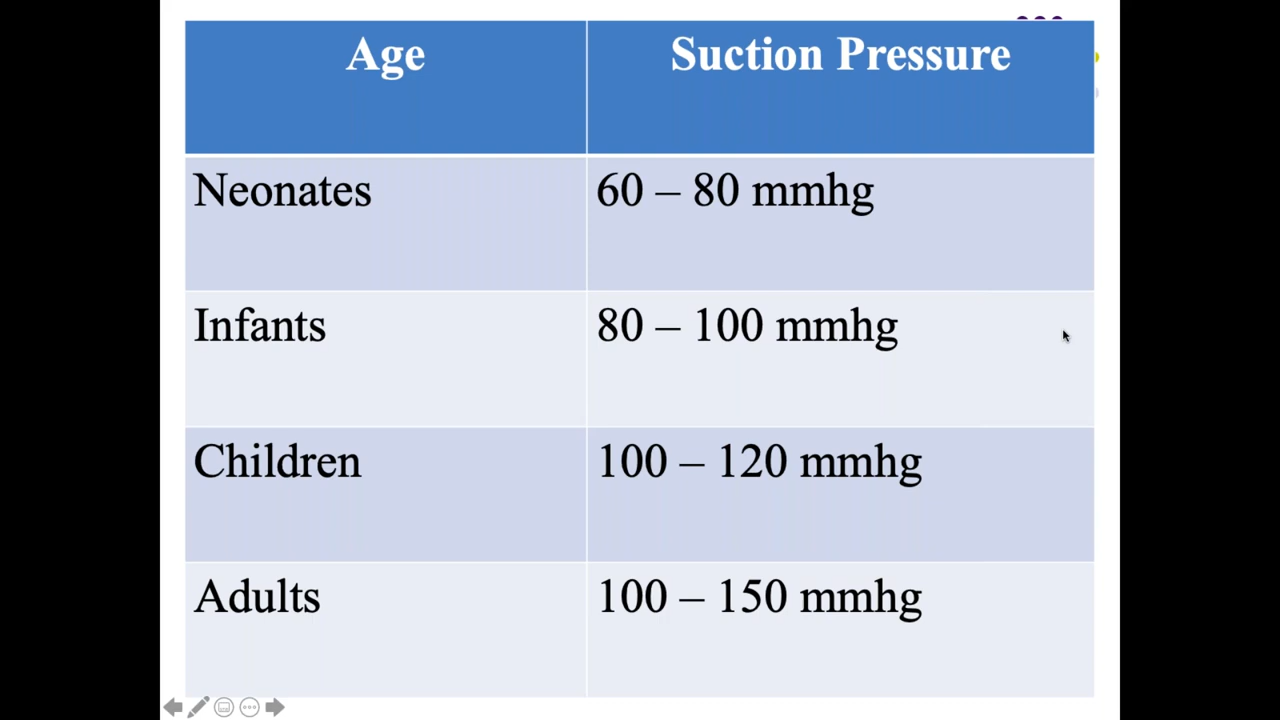 Age Suction Pressure
Neonates 60 – 80 mmhg
Infants 80 – 100 mmhg
Children 100 – 120 mmhg
Adults 100 – 150 mmhg